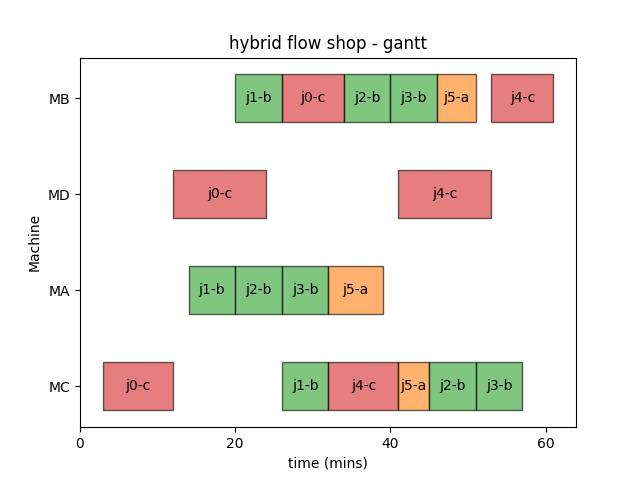 hybrid flow shop - gantt
MB
j1-b j0-c j2-b j3-b j5-a j4-c
MD
j0-c j4-c
Machine
MA
j1-b j2-b j3-b j5-a
MC
j0-c j1-b j4-c j5-a j2-b j3-b
0 20 40 60
time (mins)